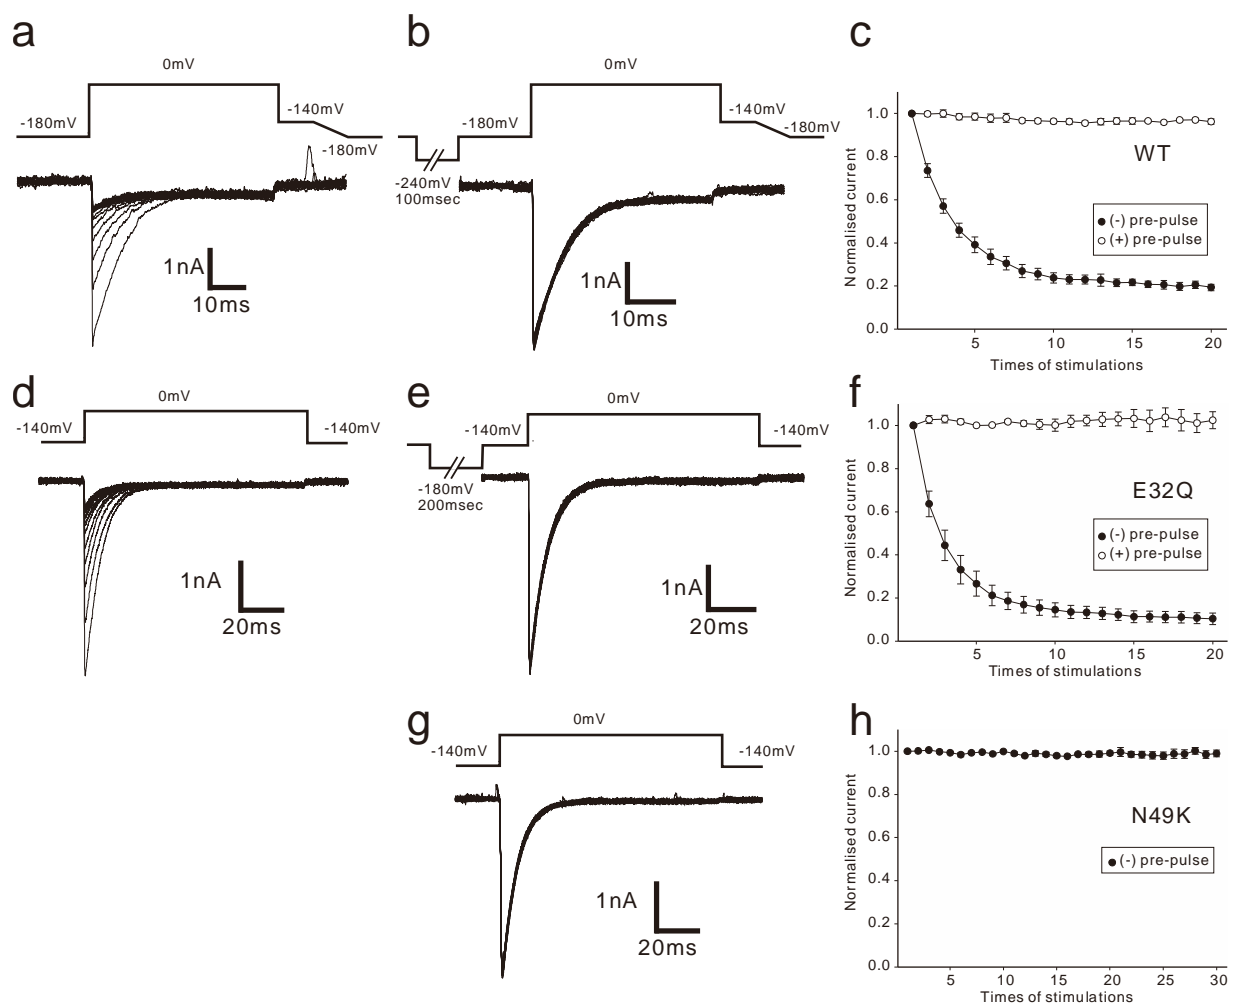 a
0mV
-180mV
-140mV
-180mV
1nA
10ms
b
0mV
-180mV
-140mV
-180mV
-240mV
100msec
1nA
10ms
c
Normalised current
1.0
0.8
0.6
0.4
0.2
0.0
WT
(-) pre-pulse
(+) pre-pulse
5
10
15
20
Times of stimulations
d
0mV
-140mV
-140mV
1nA
20ms
e
0mV
-140mV
-140mV
-180mV
200msec
1nA
20ms
f
Normalised current
1.0
0.8
0.6
0.4
0.2
0.0
E32Q
(-) pre-pulse
(+) pre-pulse
5
10
15
20
Times of stimulations
g
0mV
-140mV
-140mV
1nA
20ms
h
Normalised current
1.0
0.8
0.6
0.4
0.2
0.0
N49K
(-) pre-pulse
5
10
15
20
25
30
Times of stimulations